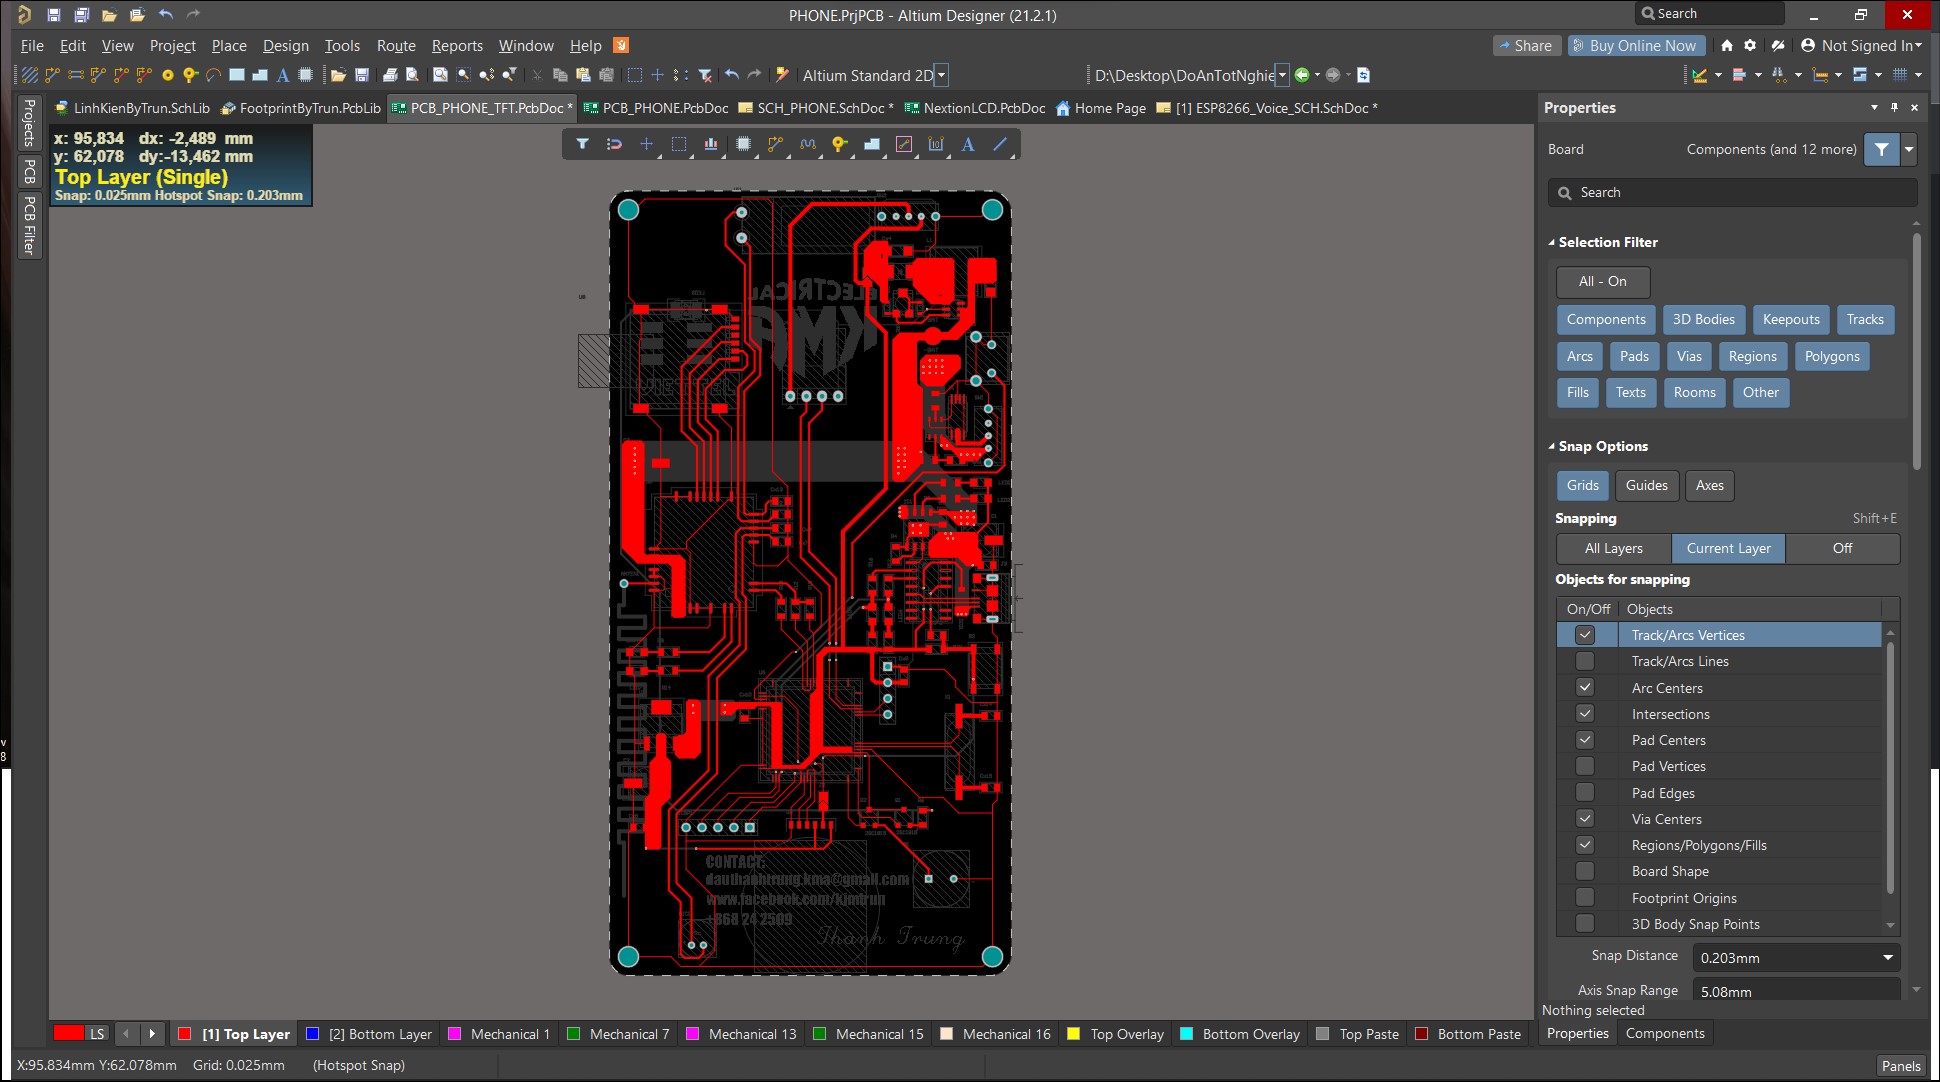 PHONE.PrjPCB - Altium Designer (21.2.1)
Search
File Edit View Project Place Design Tools Route Reports Window Help
Share
Buy Online Now
Not Signed In
Altium Standard 2D
D:\Desktop\DoAnTotNghie
LinhKienByTrun.SchLib
FootprintByTrun.PcbLib
PCB_PHONE_TFT.PcbDoc *
PCB_PHONE.PcbDoc
SCH_PHONE.SchDoc *
NextionLCD.PcbDoc
Home Page
[1] ESP8266_Voice_SCH.SchDoc *
Projects
PCB
PCB Filter
x: 95,834 dx: -2,489 mm
y: 62,078 dy:-13,462 mm
Top Layer (Single)
Snap: 0.025mm Hotspot Snap: 0.203mm
ELECTRICAL
KMA
VIETTEL
CONTACT:
dauthanhtrung.kma@gmail.com
www.facebook.com/kjmtrun
+868 24 2509
Thành Trung
Properties
Board
Components (and 12 more)
Search
Selection Filter
All - On
Components 3D Bodies Keepouts Tracks
Arcs Pads Vias Regions Polygons
Fills Texts Rooms Other
Snap Options
Grids Guides Axes
Snapping
Shift+E
All Layers Current Layer Off
Objects for snapping
On/Off Objects
Track/Arcs Vertices
Track/Arcs Lines
Arc Centers
Intersections
Pad Centers
Pad Vertices
Pad Edges
Via Centers
Regions/Polygons/Fills
Board Shape
Footprint Origins
3D Body Snap Points
Snap Distance 0.203mm
Axis Snap Range 5.08mm
Nothing selected
Properties Components
LS
[1] Top Layer
[2] Bottom Layer
Mechanical 1
Mechanical 7
Mechanical 13
Mechanical 15
Mechanical 16
Top Overlay
Bottom Overlay
Top Paste
Bottom Paste
X:95.834mm Y:62.078mm Grid: 0.025mm (Hotspot Snap)
Panels